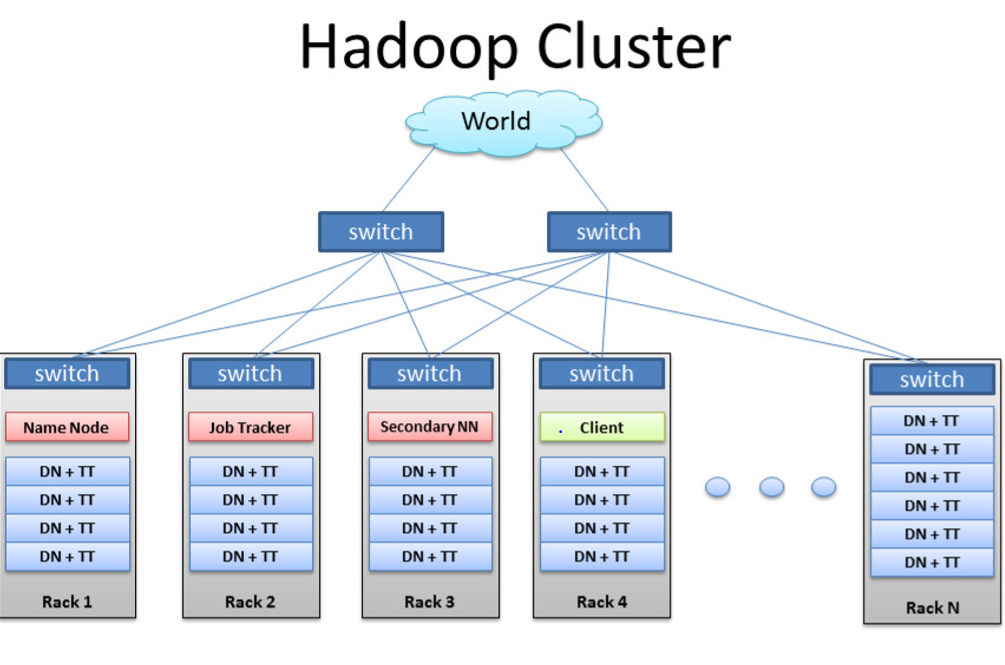 Hadoop Cluster
World
switch
switch
switch
Name Node
DN + TT
DN + TT
DN + TT
DN + TT
Rack 1
switch
Job Tracker
DN + TT
DN + TT
DN + TT
DN + TT
Rack 2
switch
Secondary NN
DN + TT
DN + TT
DN + TT
DN + TT
Rack 3
switch
Client
DN + TT
DN + TT
DN + TT
DN + TT
Rack 4
switch
DN + TT
DN + TT
DN + TT
DN + TT
DN + TT
DN + TT
Rack N